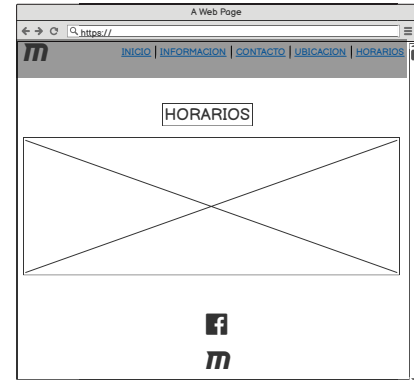 A Web Page
https://
m
INICIO INFORMACION CONTACTO UBICACION HORARIOS
HORARIOS
f
m